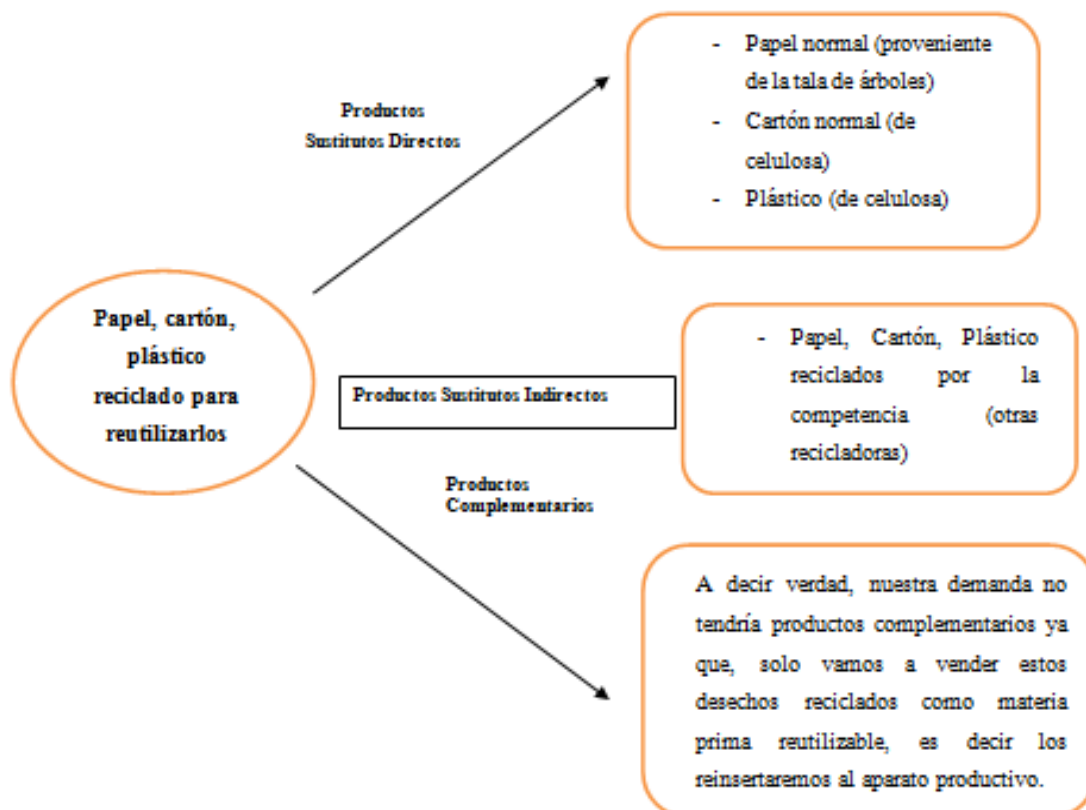 Papel, cartón,
plástico
reciclado para
reutilizarlos
Productos
Sustitutos Directos
- Papel normal (proveniente
de la tala de árboles)
- Cartón normal (de
celulosa)
- Plástico (de celulosa)
Productos Sustitutos Indirectos
- Papel, Cartón, Plástico
reciclados por la
competencia (otras
recicladoras)
Productos
Complementarios
A decir verdad, nuestra demanda no
tendría productos complementarios ya
que, solo vamos a vender estos
desechos reciclados como materia
prima reutilizable, es decir los
reinsertaremos al aparato productivo.